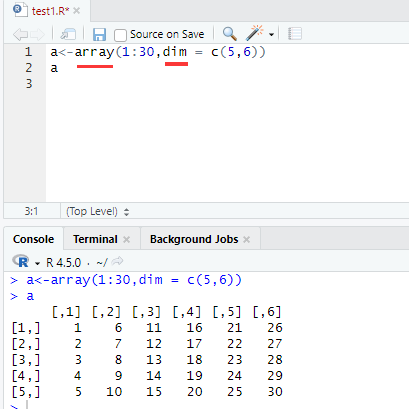 test1.R*
Source on Save
1 a<-array(1:30,dim = c(5,6))
2 a
3
3:1 (Top Level)
Console Terminal Background Jobs
R R 4.5.0 · ~/
> a<-array(1:30,dim = c(5,6))
> a
[,1] [,2] [,3] [,4] [,5] [,6]
[1,] 1 6 11 16 21 26
[2,] 2 7 12 17 22 27
[3,] 3 8 13 18 23 28
[4,] 4 9 14 19 24 29
[5,] 5 10 15 20 25 30
>